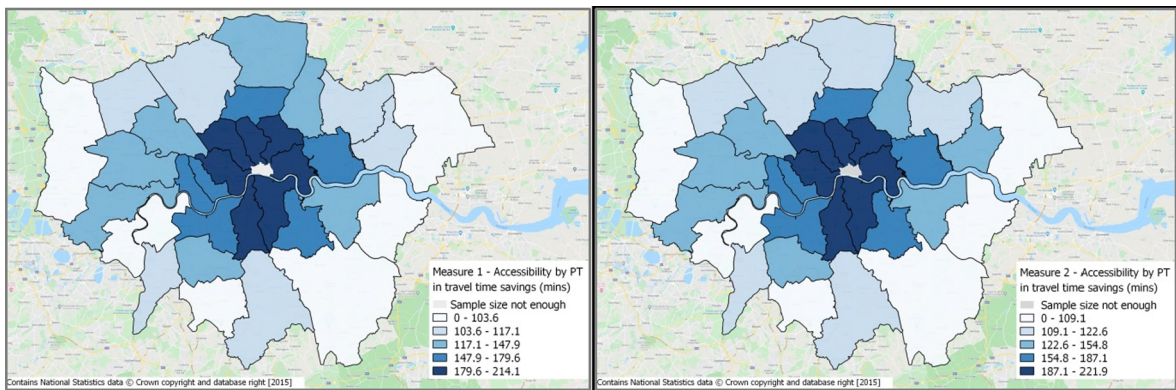 Measure 1 - Accessibility by PT
in travel time savings (mins)
Sample size not enough
0 - 103.6
103.6 - 117.1
117.1 - 147.9
147.9 - 179.6
179.6 - 214.1
Contains National Statistics data © Crown copyright and database right [2015]
Measure 2 - Accessibility by PT
in travel time savings (mins)
Sample size not enough
0 - 109.1
109.1 - 122.6
122.6 - 154.8
154.8 - 187.1
187.1 - 221.9
Contains National Statistics data © Crown copyright and database right [2015]